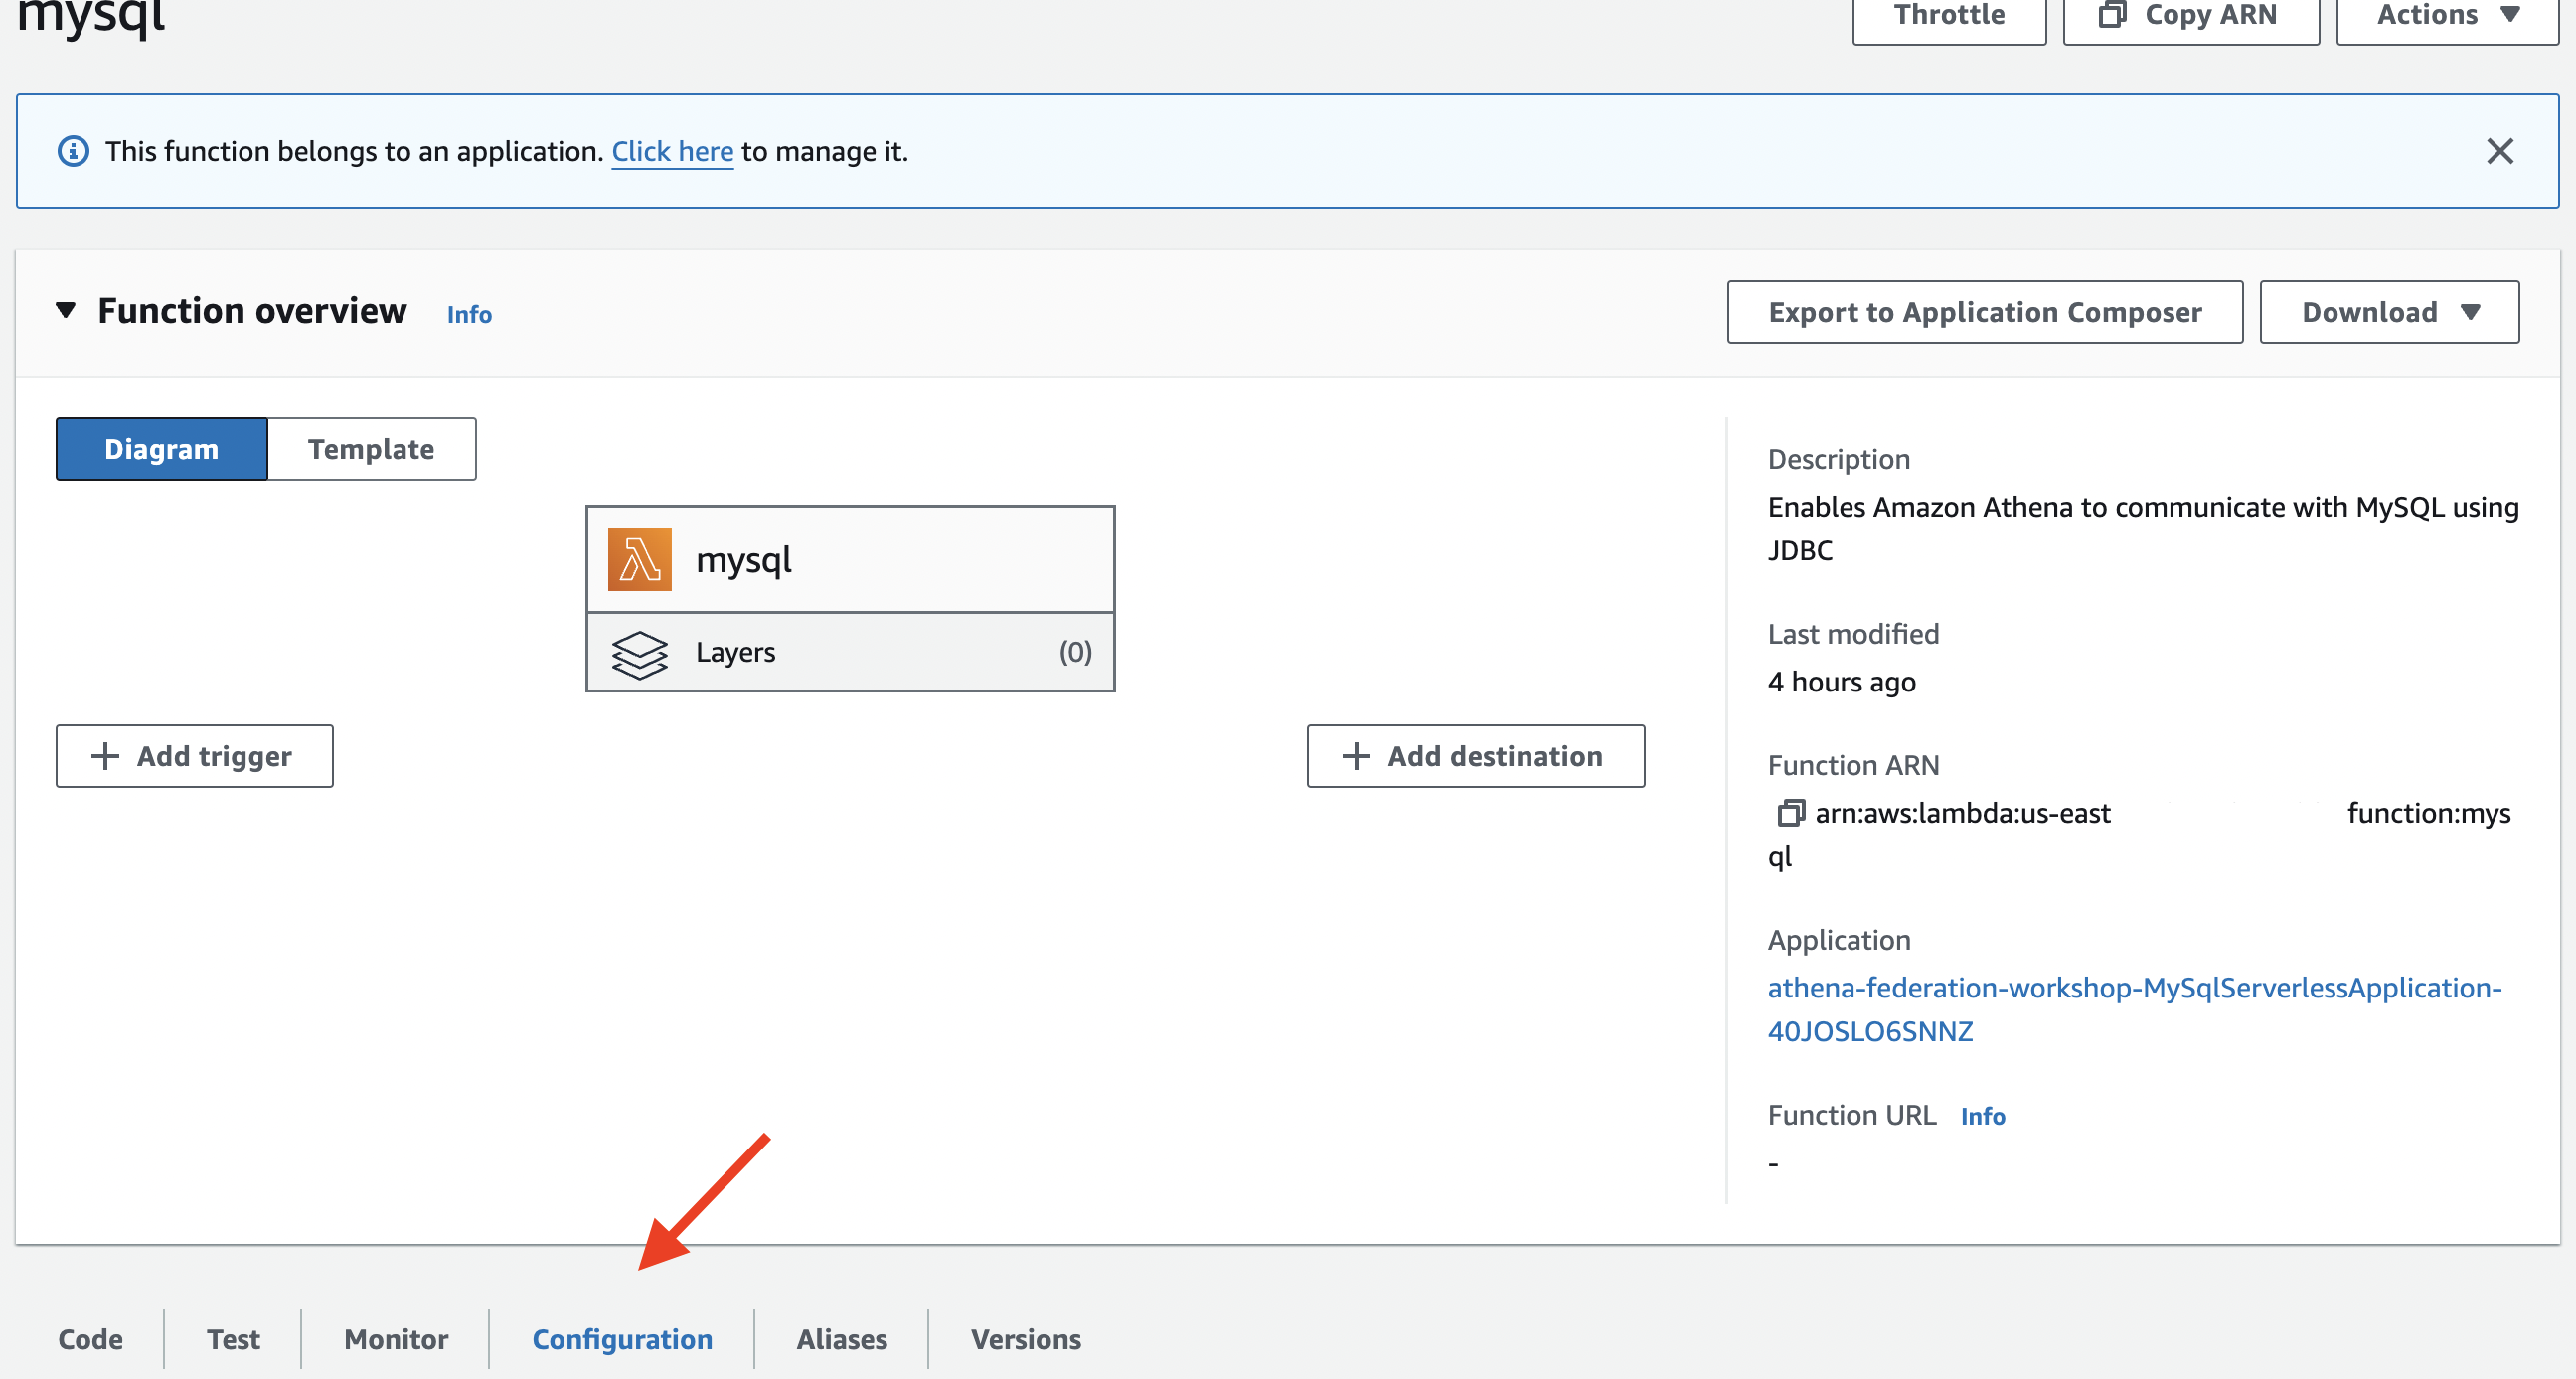 mysql
Throttle
Copy ARN
Actions
This function belongs to an application. Click here to manage it.
Function overview
Info
Export to Application Composer
Download
Diagram
Template
mysql
Layers
(0)
Add trigger
Add destination
Description
Enables Amazon Athena to communicate with MySQL using
JDBC
Last modified
4 hours ago
Function ARN
arn:aws:lambda:us-east function:mys
ql
Application
athena-federation-workshop-MySqlServerlessApplication-
40JOSLO6SNNZ
Function URL
Info
-
Code
Test
Monitor
Configuration
Aliases
Versions